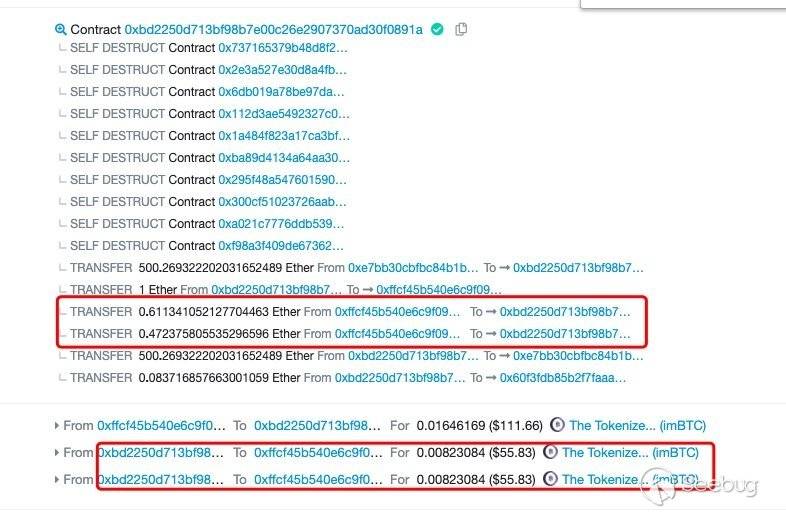 Contract 0xbd2250d713bf98b7e00c26e2907370ad30f0891a
SELF DESTRUCT Contract 0x737165379b48d8f2…
SELF DESTRUCT Contract 0x2e3a527e30d8a4fb…
SELF DESTRUCT Contract 0x6db019a78be97da…
SELF DESTRUCT Contract 0x112d3ae5492327c0…
SELF DESTRUCT Contract 0x1a484f823a17ca3bf…
SELF DESTRUCT Contract 0xba89d4134a64aa30…
SELF DESTRUCT Contract 0x295f48a547601590…
SELF DESTRUCT Contract 0x300cf51023726aab…
SELF DESTRUCT Contract 0xa021c7776ddb539…
SELF DESTRUCT Contract 0xf98a3f409de67362…
TRANSFER 500.269322202031652489 Ether From 0xe7bb30cbfbc84b1b… To → 0xbd2250d713bf98b7…
TRANSFER 1 Ether From 0xbd2250d713bf98b7… To → 0xffcf45b540e6c9f09…
TRANSFER 0.611341052127704463 Ether From 0xffcf45b540e6c9f09… To → 0xbd2250d713bf98b7…
TRANSFER 0.472375805535296596 Ether From 0xffcf45b540e6c9f09… To → 0xbd2250d713bf98b7…
TRANSFER 500.269322202031652489 Ether From 0xbd2250d713bf98b7… To → 0xe7bb30cbfbc84b1b…
TRANSFER 0.083716857663001059 Ether From 0xbd2250d713bf98b7… To → 0x60f3fdb85b2f7faaa…
From 0xffcf45b540e6c9f0… To 0xbd2250d713bf98… For 0.01646169 ($111.66) The Tokenize... (imBTC)
From 0xbd2250d713bf98… To 0xffcf45b540e6c9f0… For 0.00823084 ($55.83) The Tokenize... (imBTC)
From 0xbd2250d713bf98… To 0xffcf45b540e6c9f0… For 0.00823084 ($55.83) The Tokenize... (imBTC)
seebug